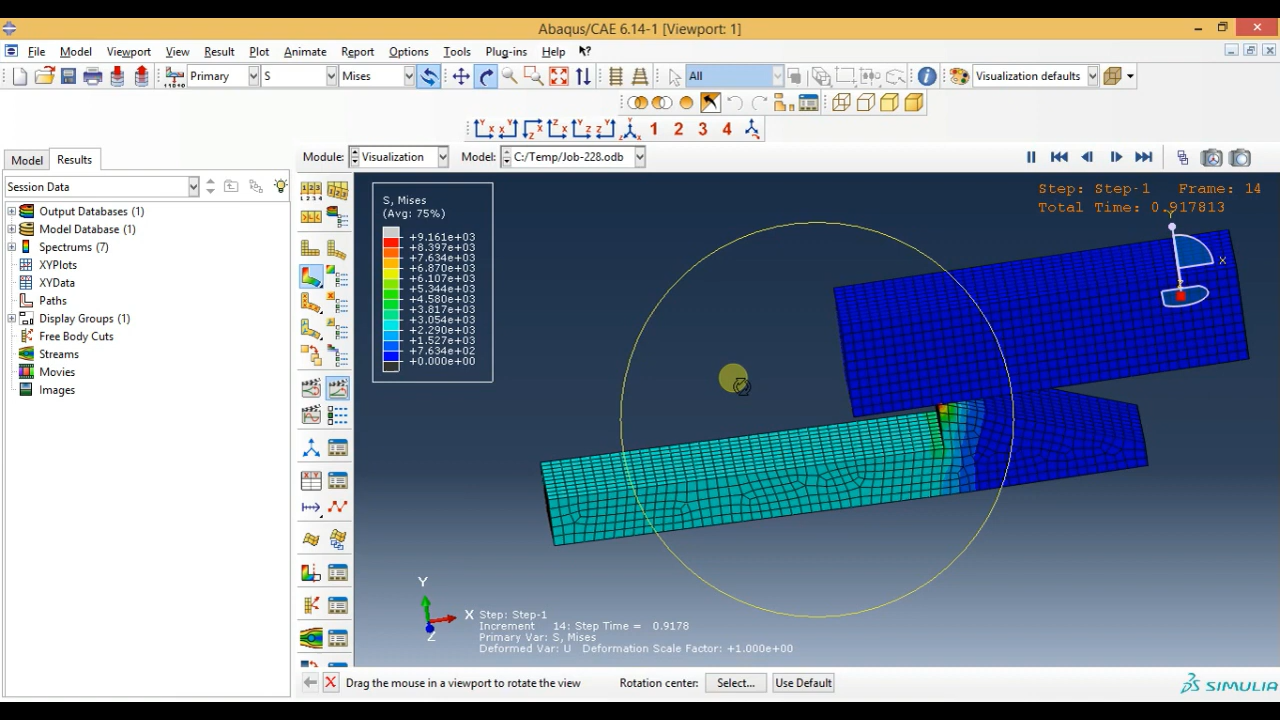 Abaqus/CAE 6.14-1 [Viewport: 1]
File Model Viewport View Result Plot Animate Report Options Tools Plug-ins Help
Primary S Mises All Visualization defaults
1 2 3 4
Model Results Module: Visualization Model: C:/Temp/Job-228.odb
Session Data
Output Databases (1)
Model Database (1)
Spectrums (7)
XYPlots
XYData
Paths
Display Groups (1)
Free Body Cuts
Streams
Movies
Images
S, Mises
(Avg: 75%)
+9.161e+03
+8.397e+03
+7.634e+03
+6.870e+03
+6.107e+03
+5.344e+03
+4.580e+03
+3.817e+03
+3.054e+03
+2.290e+03
+1.527e+03
+7.634e+02
+0.000e+00
Step: Step-1 Frame: 14
Total Time: 0.917813
Y
X
Z
Y
X
Z
Step: Step-1
Increment 14: Step Time = 0.9178
Primary Var: S, Mises
Deformed Var: U Deformation Scale Factor: +1.000e+00
Drag the mouse in a viewport to rotate the view Rotation center: Select... Use Default
SIMULIA